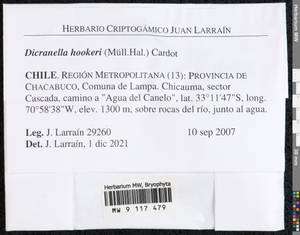 HERBARIO CRIPTOGÁMICO JUAN LARRAÍN
Dicranella hookeri (Müll.Hal.) Cardot
CHILE. REGIÓN METROPOLITANA (13): PROVINCIA DE
CHACABUCO, Comuna de Lampa. Chicauma, sector
Cascada, camino a "Agua del Canelo", lat. 33°11'47"S, long.
70°58'38"W, elev. 1300 m, sobre rocas del río, junto al agua.
Leg. J. Larraín 29260 10 sep 2007
Det. J. Larraín, 1 dic 2021
Herbarium MW, Bryophyta
MW 9 117 479